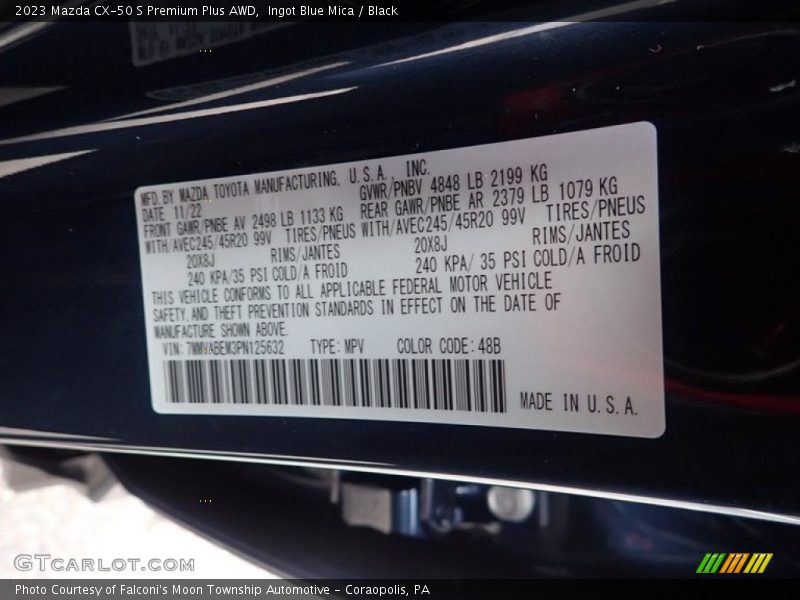 2023 Mazda CX-50 S Premium Plus AWD,  Ingot Blue Mica / Black
MFD.BY MAZDA TOYOTA MANUFACTURING, U.S.A., INC.
DATE 11/22 GVWR/PNBV 4848 LB 2199 KG
FRONT GAWR/PNBE AV 2498 LB 1133 KG REAR GAWR/PNBE AR 2379 LB 1079 KG
WITH/AVEC245/45R20 99V TIRES/PNEUS WITH/AVEC245/45R20 99V TIRES/PNEUS
20X8J RIMS/JANTES 20X8J RIMS/JANTES
240 KPA/35 PSI COLD/A FROID 240 KPA/ 35 PSI COLD/A FROID
THIS VEHICLE CONFORMS TO ALL APPLICABLE FEDERAL MOTOR VEHICLE
SAFETY,AND THEFT PREVENTION STANDARDS IN EFFECT ON THE DATE OF
MANUFACTURE SHOWN ABOVE.
VIN:7MMVABEM3PN125632 TYPE:MPV COLOR CODE:48B
MADE IN U.S.A.
GTCARLOT.COM
Photo Courtesy of Falconi's Moon Township Automotive - Coraopolis, PA